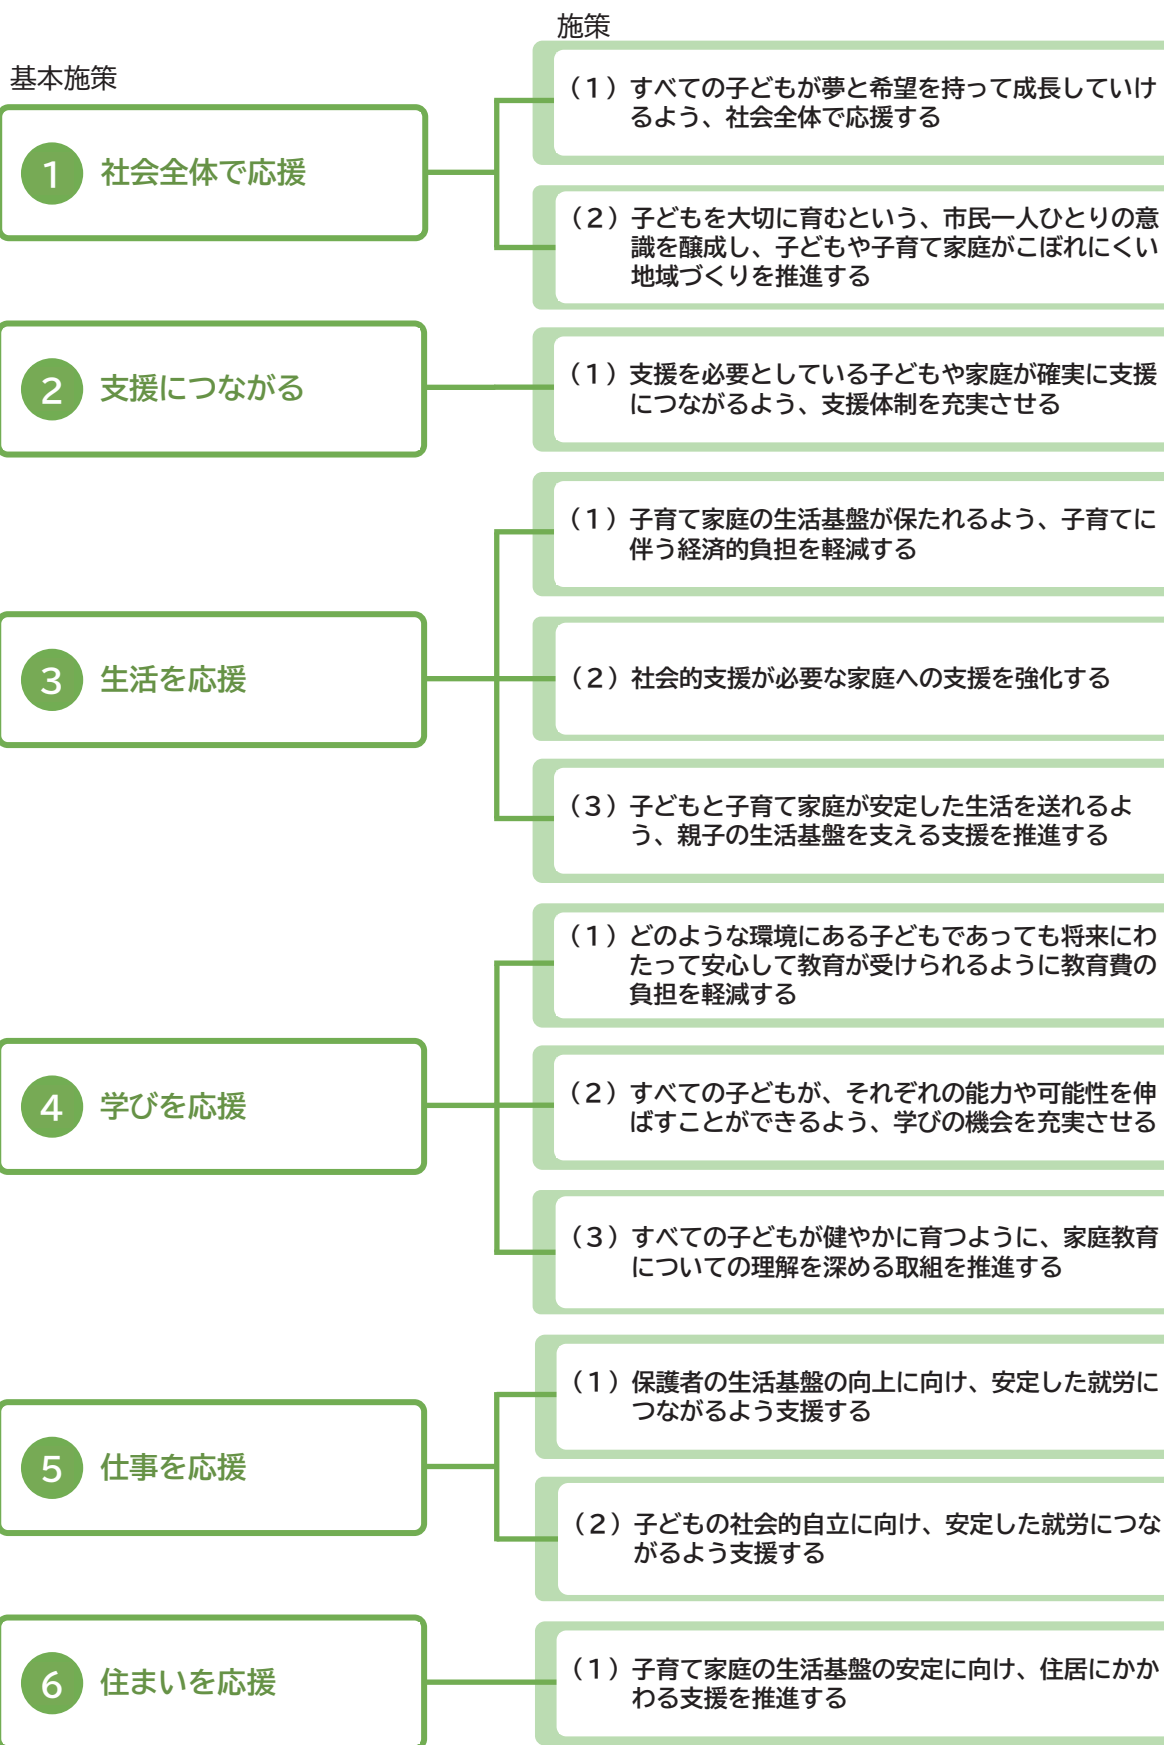 施策
基本施策
1 社会全体で応援
（1）すべての子どもが夢と希望を持って成長していけ
るよう、社会全体で応援する
（2）子どもを大切に育むという、市民一人ひとりの意
識を醸成し、子どもや子育て家庭がこぼれにくい
地域づくりを推進する
2 支援につながる
（1）支援を必要としている子どもや家庭が確実に支援
につながるよう、支援体制を充実させる
3 生活を応援
（1）子育て家庭の生活基盤が保たれるよう、子育てに
伴う経済的負担を軽減する
（2）社会的支援が必要な家庭への支援を強化する
（3）子どもと子育て家庭が安定した生活を送れるよ
う、親子の生活基盤を支える支援を推進する
4 学びを応援
（1）どのような環境にある子どもであっても将来にわ
たって安心して教育が受けられるように教育費の
負担を軽減する
（2）すべての子どもが、それぞれの能力や可能性を伸
ばすことができるよう、学びの機会を充実させる
（3）すべての子どもが健やかに育つように、家庭教育
についての理解を深める取組を推進する
5 仕事を応援
（1）保護者の生活基盤の向上に向け、安定した就労に
つながるよう支援する
（2）子どもの社会的自立に向け、安定した就労につな
がるよう支援する
6 住まいを応援
（1）子育て家庭の生活基盤の安定に向け、住居にかか
わる支援を推進する